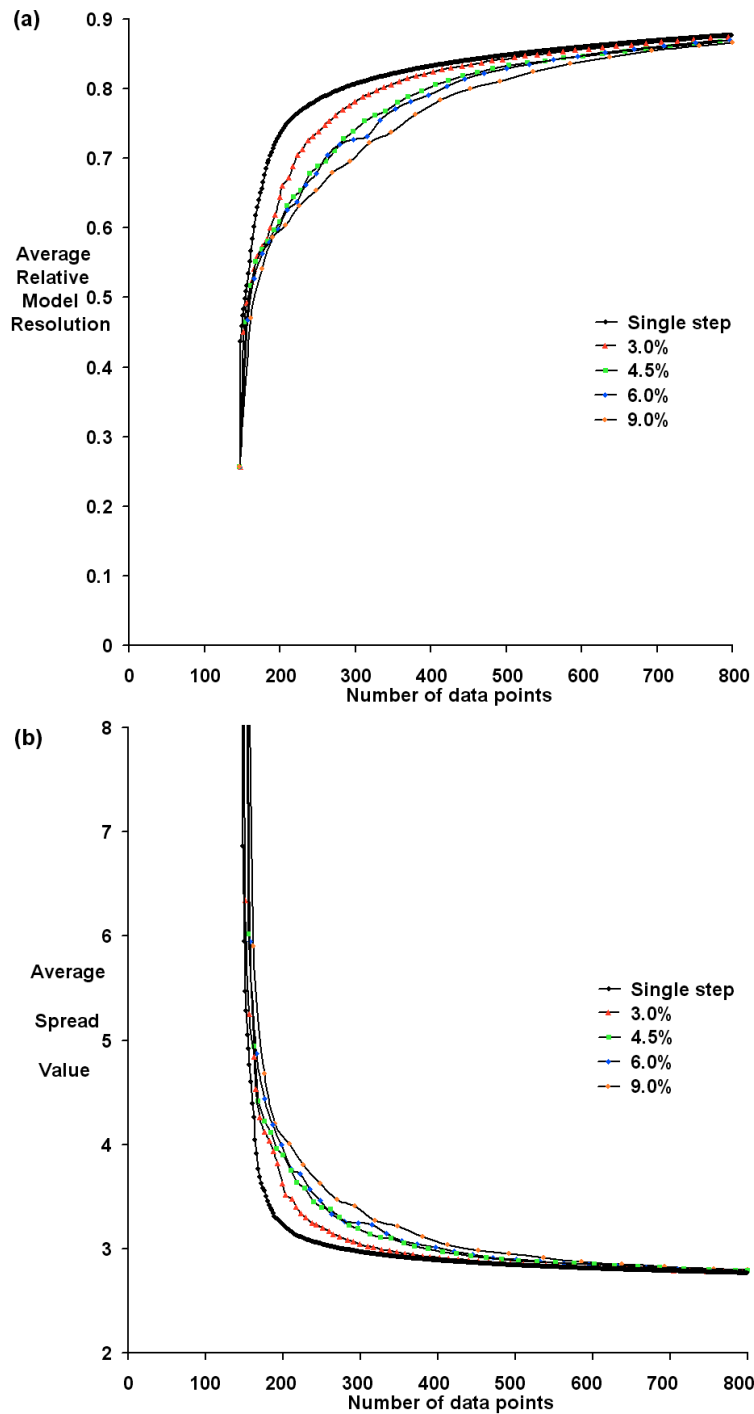 (a)
0.9
0.8
0.7
0.6
0.5
0.4
0.3
0.2
0.1
0
Average
Relative
Model
Resolution
Single step
3.0%
4.5%
6.0%
9.0%
0 100 200 300 400 500 600 700 800
Number of data points
(b)
8
7
6
5
4
3
2
Average
Spread
Value
Single step
3.0%
4.5%
6.0%
9.0%
0 100 200 300 400 500 600 700 800
Number of data points